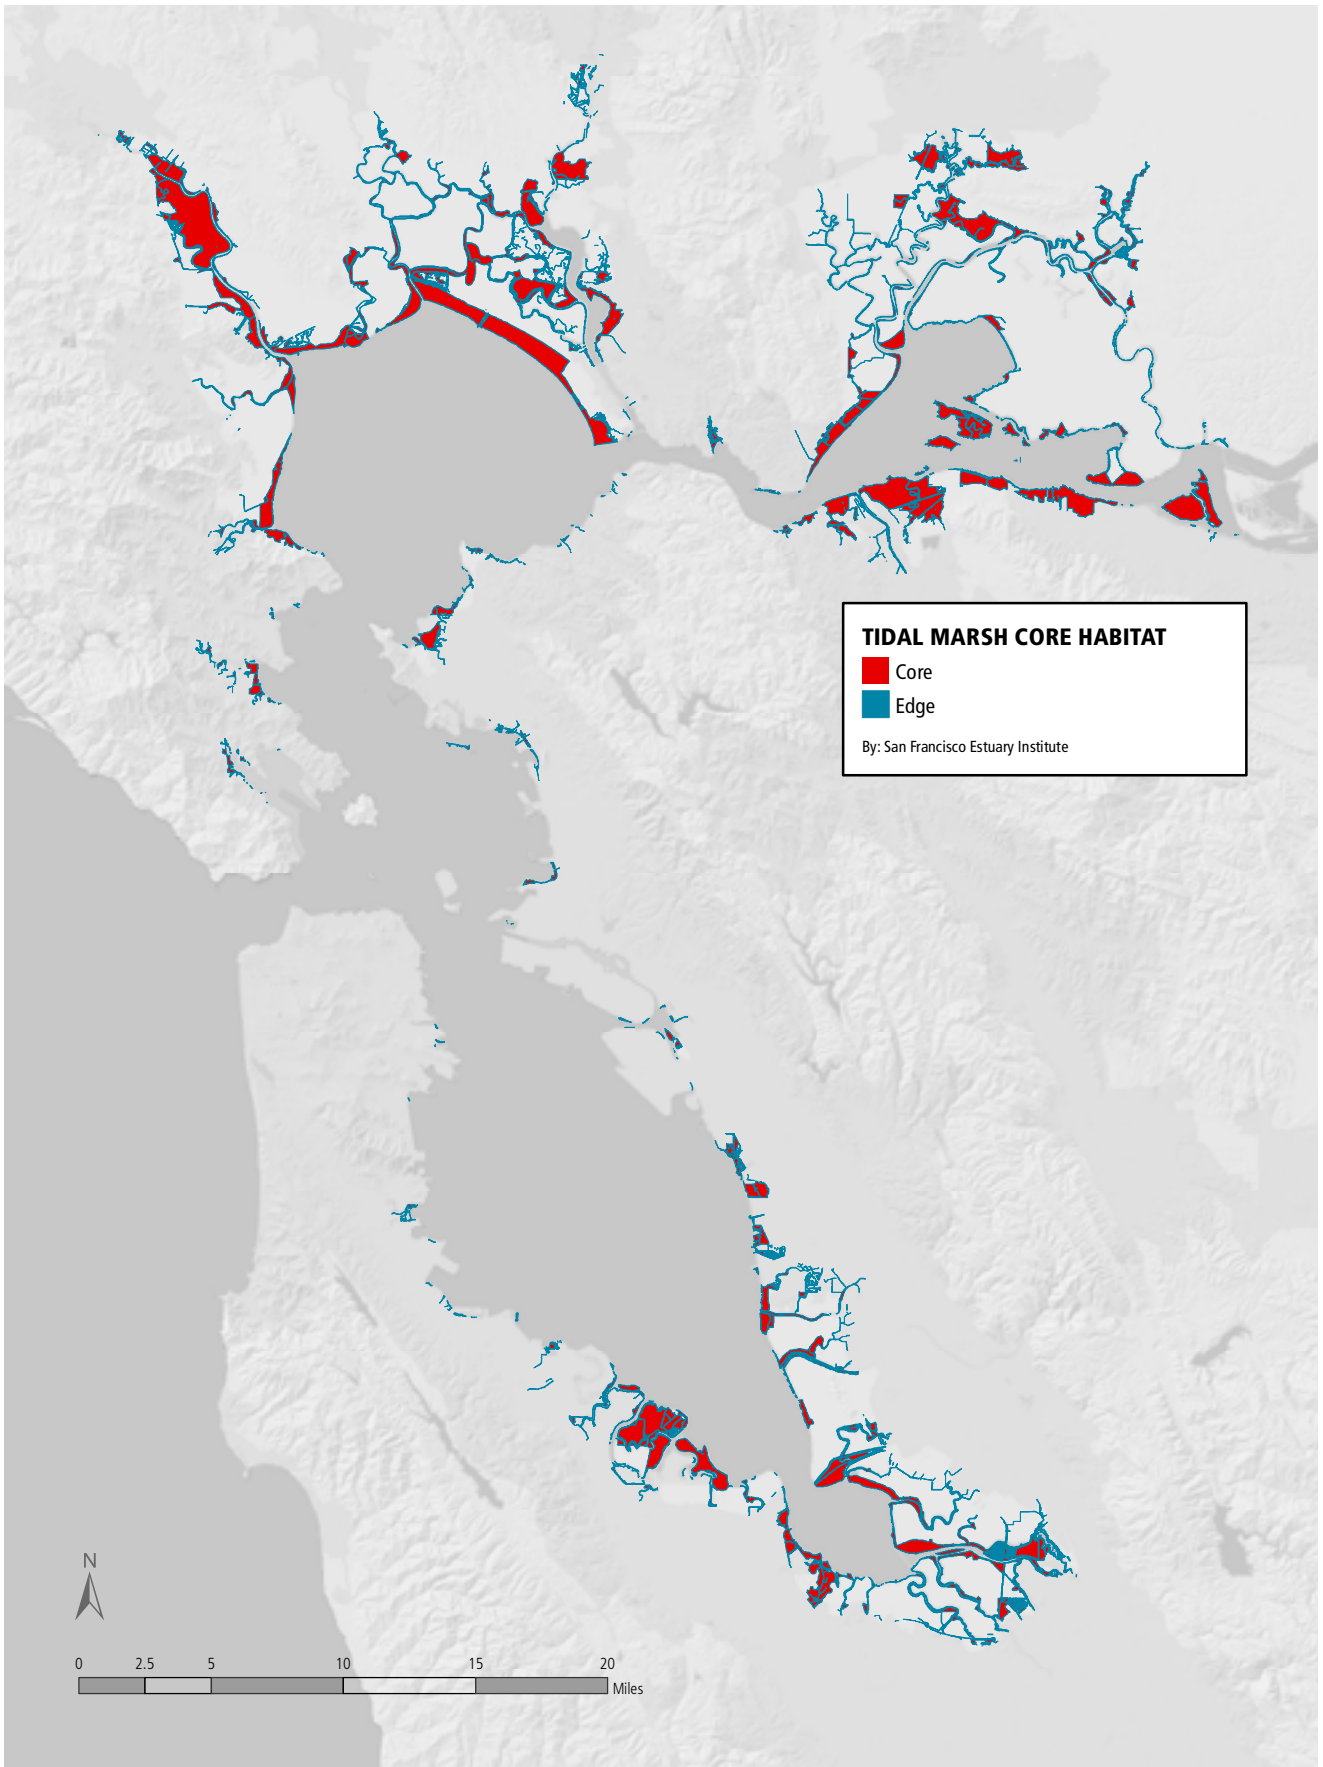 TIDAL MARSH CORE HABITAT
Core
Edge
By: San Francisco Estuary Institute
N
0 2.5 5 10 15 20
Miles